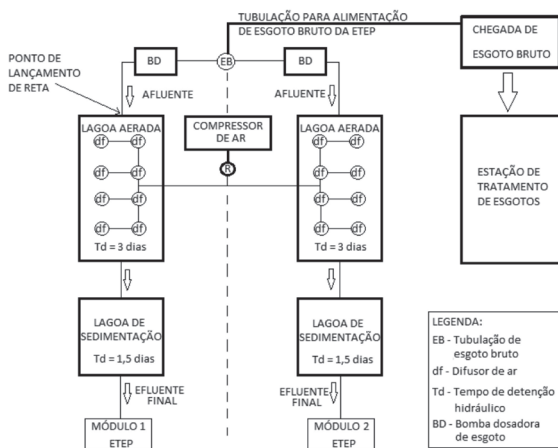 TUBULAÇÃO PARA ALIMENTAÇÃO
DE ESGOTO BRUTO DA ETEP
CHEGADA DE
ESGOTO BRUTO
PONTO DE
LANÇAMENTO
DE RETA
BD
EB
BD
AFLUENTE
AFLUENTE
LAGOA AERADA
df df
df df
df df
df df
Td = 3 dias
COMPRESSOR
DE AR
R
LAGOA AERADA
df df
df df
df df
df df
Td = 3 dias
ESTAÇÃO DE
TRATAMENTO
DE ESGOTOS
LAGOA DE
SEDIMENTAÇÃO
Td = 1,5 dias
LAGOA DE
SEDIMENTAÇÃO
Td = 1,5 dias
EFLUENTE
FINAL
EFLUENTE
FINAL
MÓDULO 1
ETEP
MÓDULO 2
ETEP
LEGENDA:
EB - Tubulação de
esgoto bruto
df - Difusor de ar
Td - Tempo de detenção
hidráulico
BD - Bomba dosadora
de esgoto